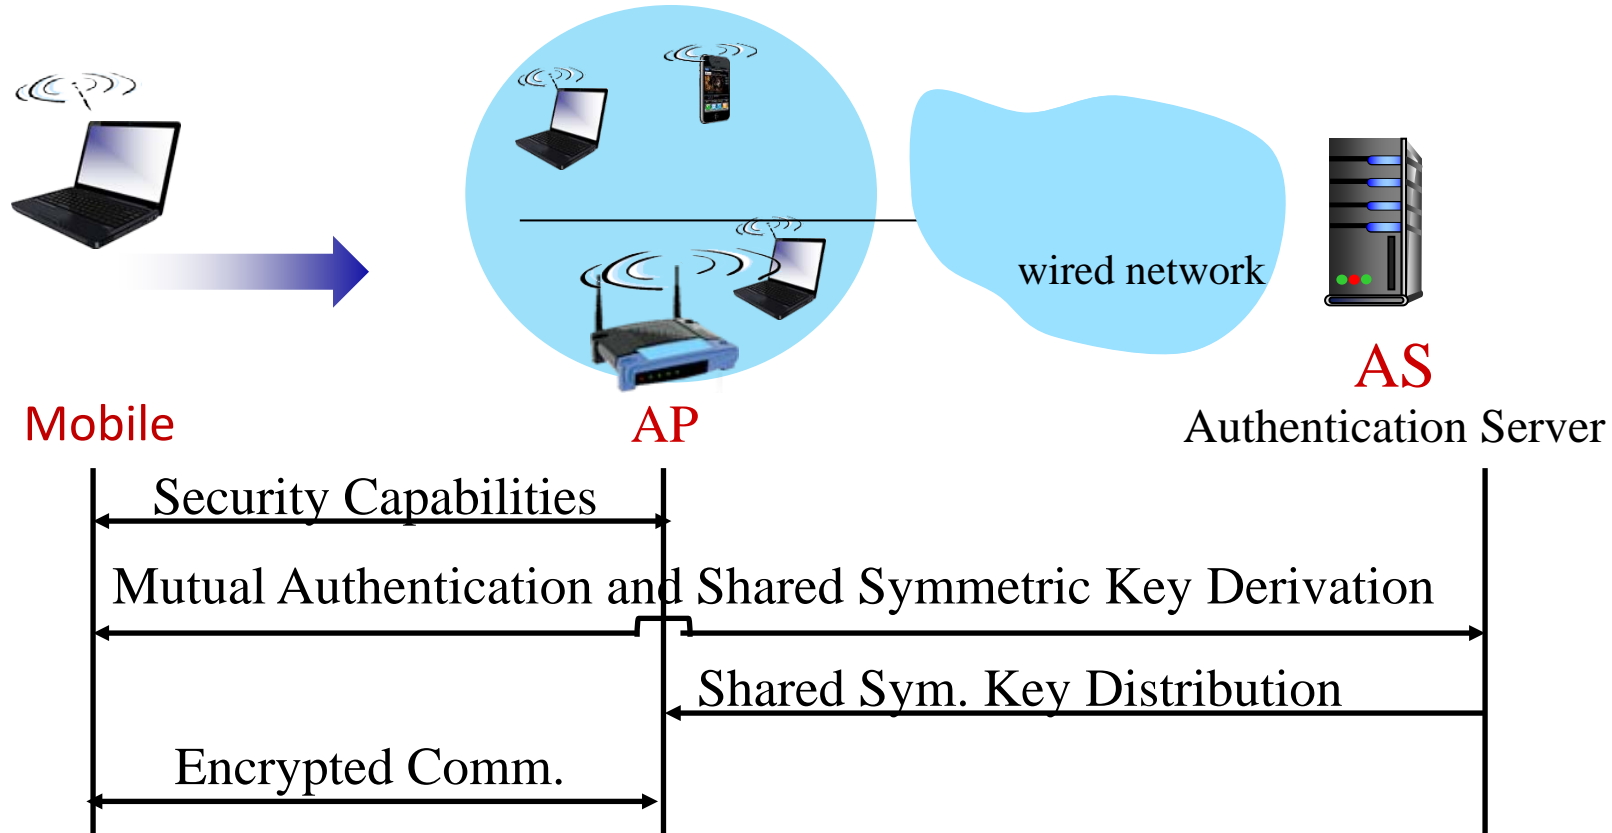 wired network
AS
Mobile
AP
Authentication Server
Security Capabilities
Mutual Authentication and Shared Symmetric Key Derivation
Shared Sym. Key Distribution
Encrypted Comm.